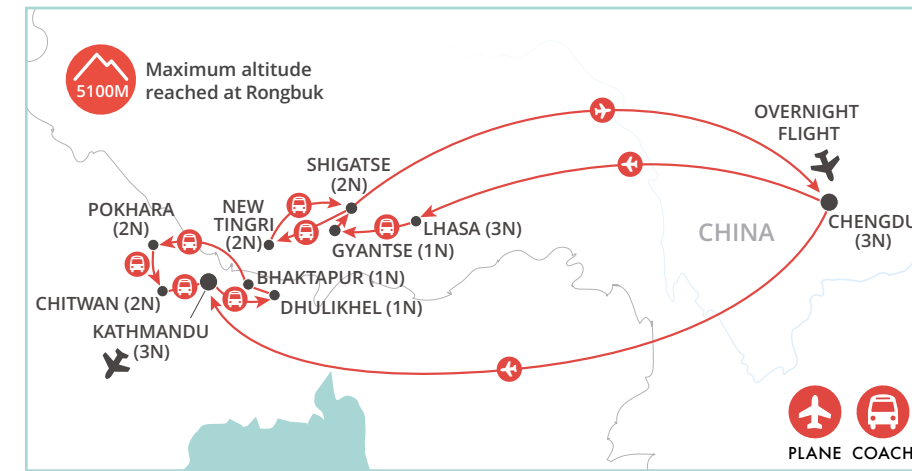 5100M
Maximum altitude
reached at Rongbuk
OVERNIGHT
FLIGHT
SHIGATSE
(2N)
NEW
TINGRI
(2N)
POKHARA
(2N)
LHASA (3N)
GYANTSE (1N)
CHINA
CHENGDU
(3N)
BHAKTAPUR (1N)
DHULIKHEL (1N)
CHITWAN (2N)
KATHMANDU
(3N)
PLANE COACH